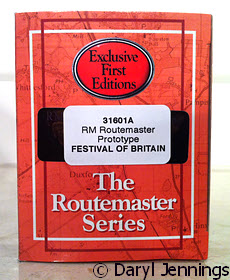 Exclusive
First
Editions
31601A
RM Routemaster
Prototype
FESTIVAL OF BRITAIN
The
Routemaster
Series
© Daryl Jennings